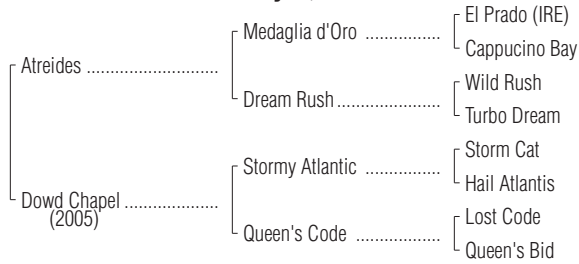 El Prado (IRE)
Medaglia d'Oro ................
Cappucino Bay
Atreides ............................
Wild Rush
Dream Rush......................
Turbo Dream
Storm Cat
Stormy Atlantic ................
Hail Atlantis
Dowd Chapel ....................
(2005)
Lost Code
Queen's Code ..................
Queen's Bid